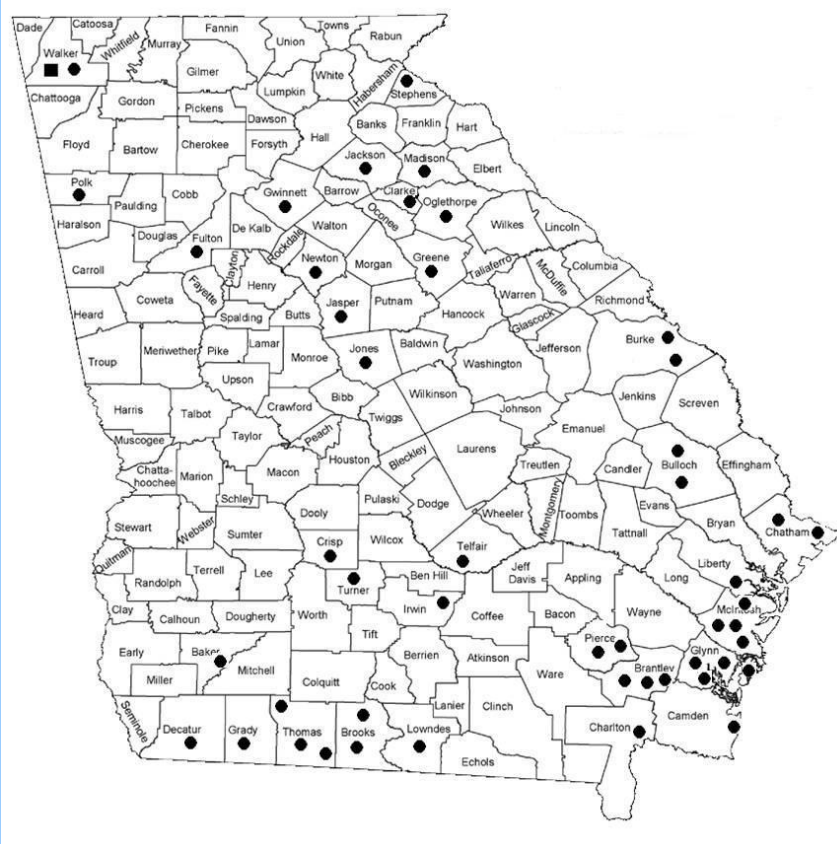 Dade
Catoosa
Fannin
Towns
Rabun
Union
Walker
Whitfield
Murray
Gilmer
White
Habersham
Stephens
Lumpkin
Chattooga
Gordon
Pickens
Dawson
Banks
Franklin
Hart
Hall
Floyd
Bartow
Cherokee
Forsyth
Jackson
Madison
Elbert
Polk
Cobb
Gwinnett
Barrow
Clarke
Oglethorpe
Paulding
Oconee
Haralson
Douglas
Fulton
De Kalb
Rockdale
Walton
Wilkes
Lincoln
Carroll
Clayton
Newton
Morgan
Greene
Taliaferro
McDuffie
Columbia
Fayette
Henry
Heard
Coweta
Spalding
Butts
Jasper
Putnam
Hancock
Warren
Richmond
Glascock
Troup
Meriwether
Pike
Lamar
Monroe
Jones
Baldwin
Washington
Jefferson
Burke
Upson
Harris
Talbot
Crawford
Bibb
Wilkinson
Twiggs
Johnson
Jenkins
Screven
Muscogee
Taylor
Peach
Houston
Bleckley
Laurens
Emanuel
Chatta-
hoochee
Marion
Macon
Treutlen
Candler
Bulloch
Effingham
Schley
Pulaski
Dodge
Stewart
Webster
Sumter
Dooly
Wheeler
Montgomery
Toombs
Tattnall
Evans
Bryan
Chatham
Quitman
Crisp
Wilcox
Telfair
Randolph
Terrell
Lee
Turner
Ben Hill
Jeff
Davis
Appling
Long
Liberty
Clay
Calhoun
Dougherty
Worth
Irwin
Coffee
Bacon
Wayne
McIntosh
Tift
Early
Baker
Mitchell
Berrien
Atkinson
Pierce
Brantley
Glynn
Miller
Colquitt
Cook
Ware
Seminole
Decatur
Grady
Thomas
Brooks
Lanier
Lowndes
Clinch
Echols
Charlton
Camden